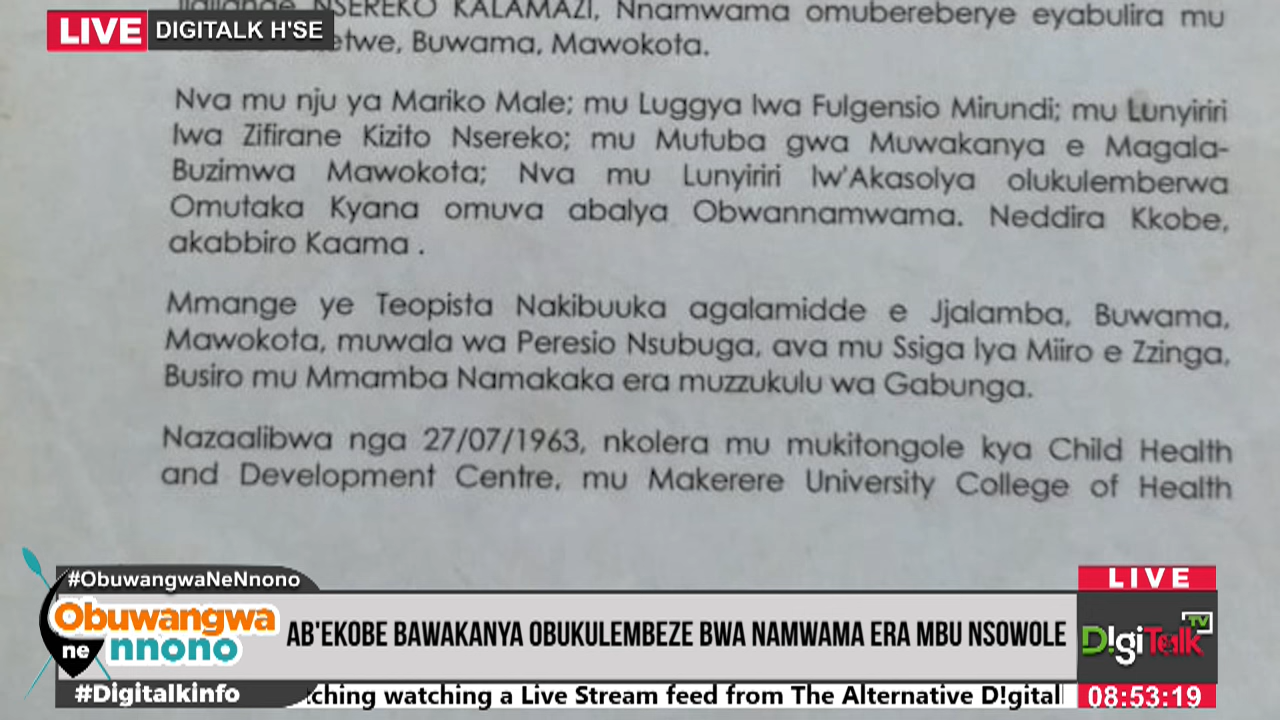 NSEREKO KALAMAZI, Nnamwama omubereberye eyabulira mu
LIVE DIGITALK H'SE
Buwama, Mawokota.
Nva mu nju ya Mariko Male; mu Luggya lwa Fulgensio Mirundi; mu Lunyiriri
lwa Zifirane Kizito Nsereko; mu Mutuba gwa Muwakanya e Magala-
Buzimwa Mawokota; Nva mu Lunyiriri lw'Akasolya olukulemberwa
Omutaka Kyana omuva abalya Obwannamwama. Neddira Kkobe,
akabbiro Kaama .
Mmange ye Teopista Nakibuuka agalamidde e Jjalamba, Buwama,
Mawokota, muwala wa Peresio Nsubuga, ava mu Ssiga lya Miiro e Zzinga,
Busiro mu Mmamba Namakaka era muzzukulu wa Gabunga.
Nazaalibwa nga 27/07/1963, nkolera mu mukitongole kya Child Health
and Development Centre, mu Makerere University College of Health
#ObuwangwaNeNnono
LIVE
Obuwangwa
ne nnono
AB'EKOBE BAWAKANYA OBUKULEMBEZE BWA NAMWAMA ERA MBU NSOWOLE
D!giTalk TV
#Digitalkinfo
watching a Live Stream feed from The Alternative D!gital
08:53:19